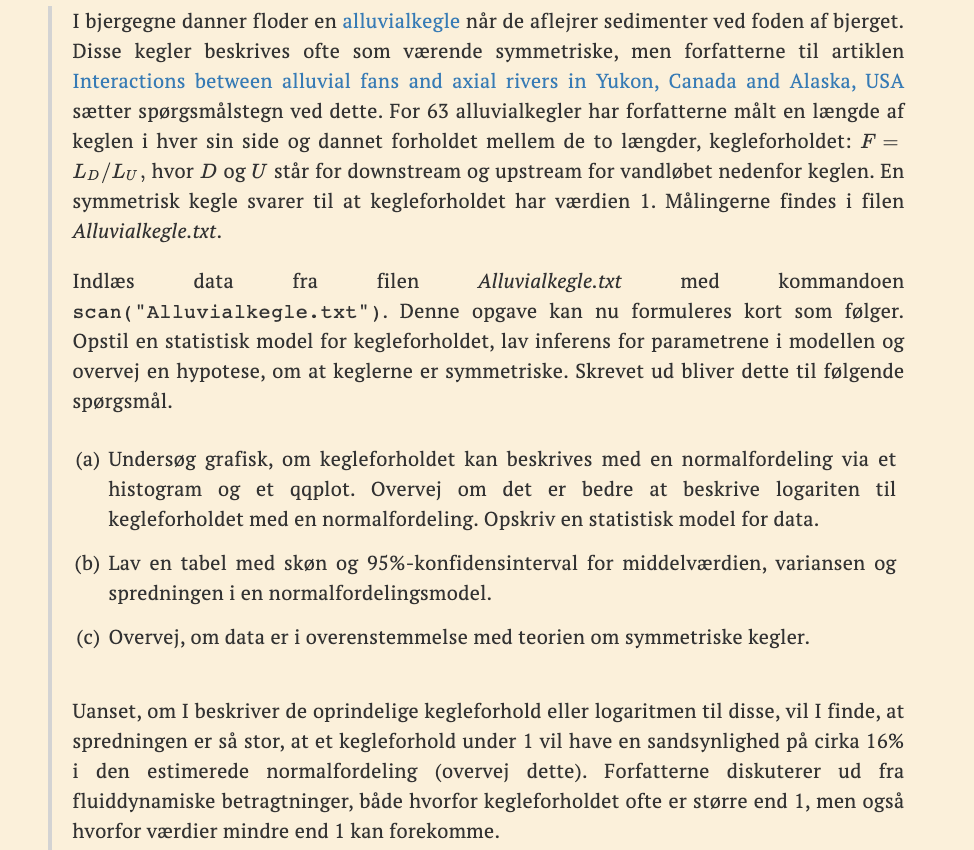 I bjergegne danner floder en alluvialkegle når de aflejrer sedimenter ved foden af bjerget.
Disse kegler beskrives ofte som værende symmetriske, men forfatterne til artiklen
Interactions between alluvial fans and axial rivers in Yukon, Canada and Alaska, USA
sætter spørgsmålstegn ved dette. For 63 alluvialkegler har forfatterne målt en længde af
keglen i hver sin side og dannet forholdet mellem de to længder, kegleforholdet: F =
L_D/L_U, hvor D og U står for downstream og upstream for vandløbet nedenfor keglen. En
symmetrisk kegle svarer til at kegleforholdet har værdien 1. Målingerne findes i filen
Alluvialkegle.txt.
Indlæs data fra filen Alluvialkegle.txt med kommandoen
scan("Alluvialkegle.txt"). Denne opgave kan nu formuleres kort som følger.
Opstil en statistisk model for kegleforholdet, lav inferens for parametrene i modellen og
overvej en hypotese, om at keglerne er symmetriske. Skrevet ud bliver dette til følgende
spørgsmål.
(a) Undersøg grafisk, om kegleforholdet kan beskrives med en normalfordeling via et
histogram og et qqplot. Overvej om det er bedre at beskrive logariten til
kegleforholdet med en normalfordeling. Opskriv en statistisk model for data.
(b) Lav en tabel med skøn og 95%-konfidensinterval for middelværdien, variansen og
spredningen i en normalfordelingsmodel.
(c) Overvej, om data er i overenstemmelse med teorien om symmetriske kegler.
Uanset, om I beskriver de oprindelige kegleforhold eller logaritmen til disse, vil I finde, at
spredningen er så stor, at et kegleforhold under 1 vil have en sandsynlighed på cirka 16%
i den estimerede normalfordeling (overvej dette). Forfatterne diskuterer ud fra
fluiddynamiske betragtninger, både hvorfor kegleforholdet ofte er større end 1, men også
hvorfor værdier mindre end 1 kan forekomme.